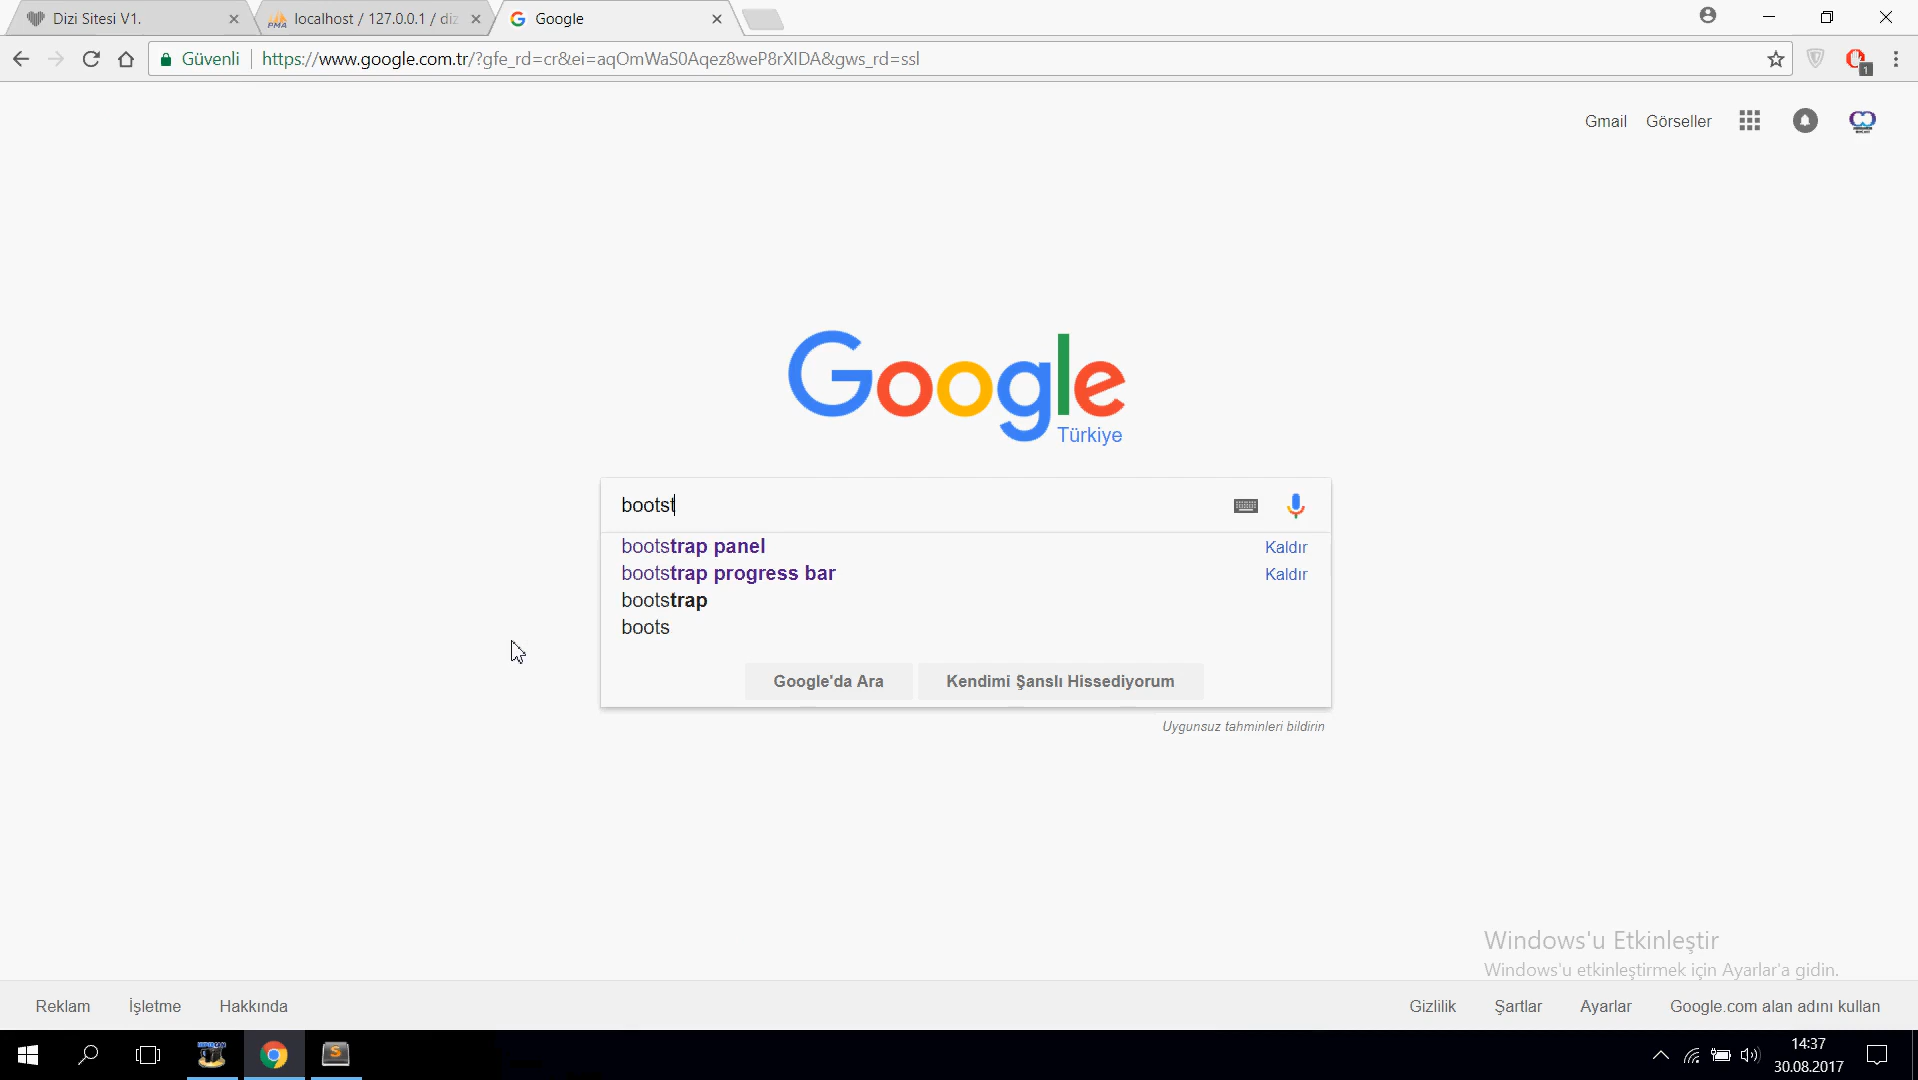 Dizi Sitesi V1.
localhost / 127.0.0.1 / diz
Google
Güvenli
https://www.google.com.tr/?gfe_rd=cr&ei=aqOmWaS0Aqez8weP8rXIDA&gws_rd=ssl
1
Gmail
Görseller
Google
Türkiye
bootst
bootstrap panel
Kaldır
bootstrap progress bar
Kaldır
bootstrap
boots
Google'da Ara
Kendimi Şanslı Hissediyorum
Uygunsuz tahminleri bildirin
Windows'u Etkinleştir
Windows'u etkinleştirmek için Ayarlar'a gidin.
Reklam
İşletme
Hakkında
Gizlilik
Şartlar
Ayarlar
Google.com alan adını kullan
14:37
30.08.2017